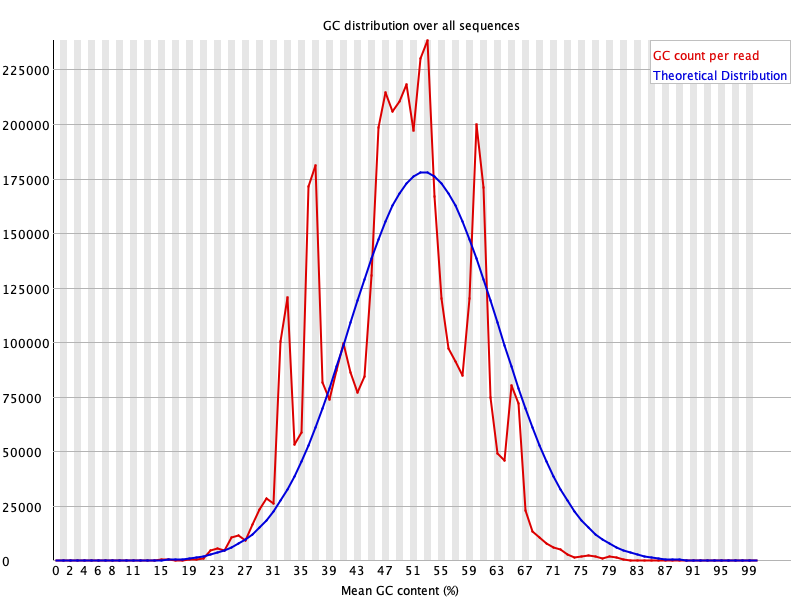 GC distribution over all sequences
GC count per read
Theoretical Distribution
225000
200000
175000
150000
125000
100000
75000
50000
25000
0
0 2 4 6 8 11 15 19 23 27 31 35 39 43 47 51 55 59 63 67 71 75 79 83 87 91 95 99
Mean GC content (%)